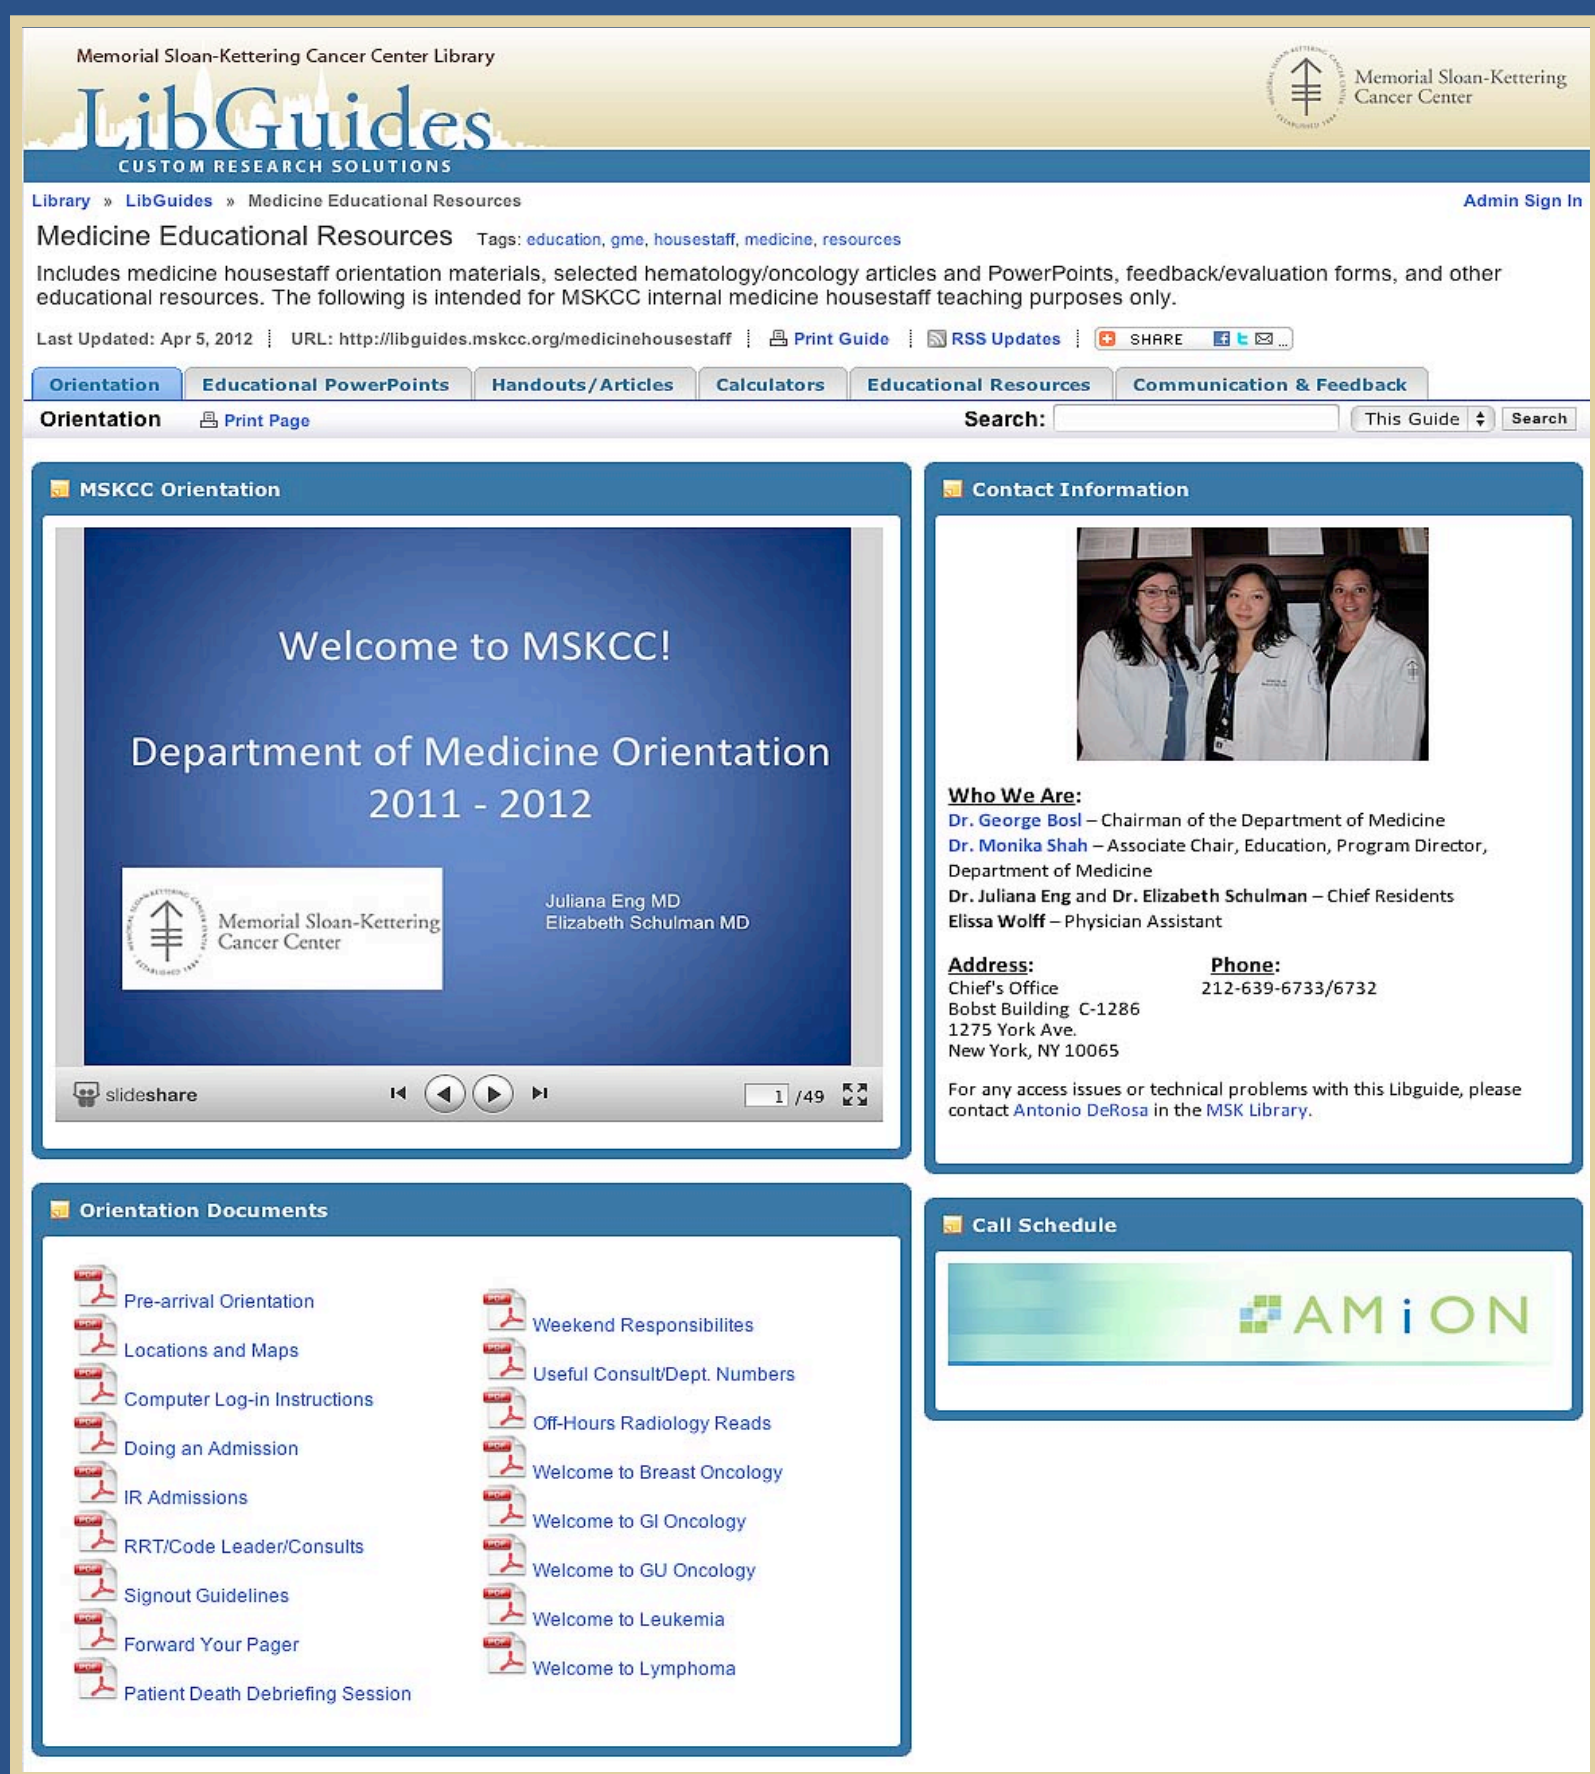 Memorial Sloan-Kettering Cancer Center Library
LibGuides
CUSTOM RESEARCH SOLUTIONS
Memorial Sloan-Kettering
Cancer Center
Library » LibGuides » Medicine Educational Resources
Admin Sign In
Medicine Educational Resources Tags: education, gme, housestaff, medicine, resources
Includes medicine housestaff orientation materials, selected hematology/oncology articles and PowerPoints, feedback/evaluation forms, and other
educational resources. The following is intended for MSKCC internal medicine housestaff teaching purposes only.
Last Updated: Apr 5, 2012 URL: http://libguides.mskcc.org/medicinehousestaff Print Guide RSS Updates SHARE ...
Orientation Educational PowerPoints Handouts/Articles Calculators Educational Resources Communication & Feedback
Orientation Print Page Search: This Guide Search
MSKCC Orientation
Welcome to MSKCC!
Department of Medicine Orientation
2011 - 2012
Memorial Sloan-Kettering
Cancer Center
Juliana Eng MD
Elizabeth Schulman MD
slideshare 1 /49
Contact Information
Who We Are:
Dr. George Bosl – Chairman of the Department of Medicine
Dr. Monika Shah – Associate Chair, Education, Program Director,
Department of Medicine
Dr. Juliana Eng and Dr. Elizabeth Schulman – Chief Residents
Elissa Wolff – Physician Assistant
Address:
Chief's Office
Bobst Building C-1286
1275 York Ave.
New York, NY 10065
Phone:
212-639-6733/6732
For any access issues or technical problems with this Libguide, please
contact Antonio DeRosa in the MSK Library.
Orientation Documents
Pre-arrival Orientation
Locations and Maps
Computer Log-in Instructions
Doing an Admission
IR Admissions
RRT/Code Leader/Consults
Signout Guidelines
Forward Your Pager
Patient Death Debriefing Session
Weekend Responsibilites
Useful Consult/Dept. Numbers
Off-Hours Radiology Reads
Welcome to Breast Oncology
Welcome to GI Oncology
Welcome to GU Oncology
Welcome to Leukemia
Welcome to Lymphoma
Call Schedule
AMiON